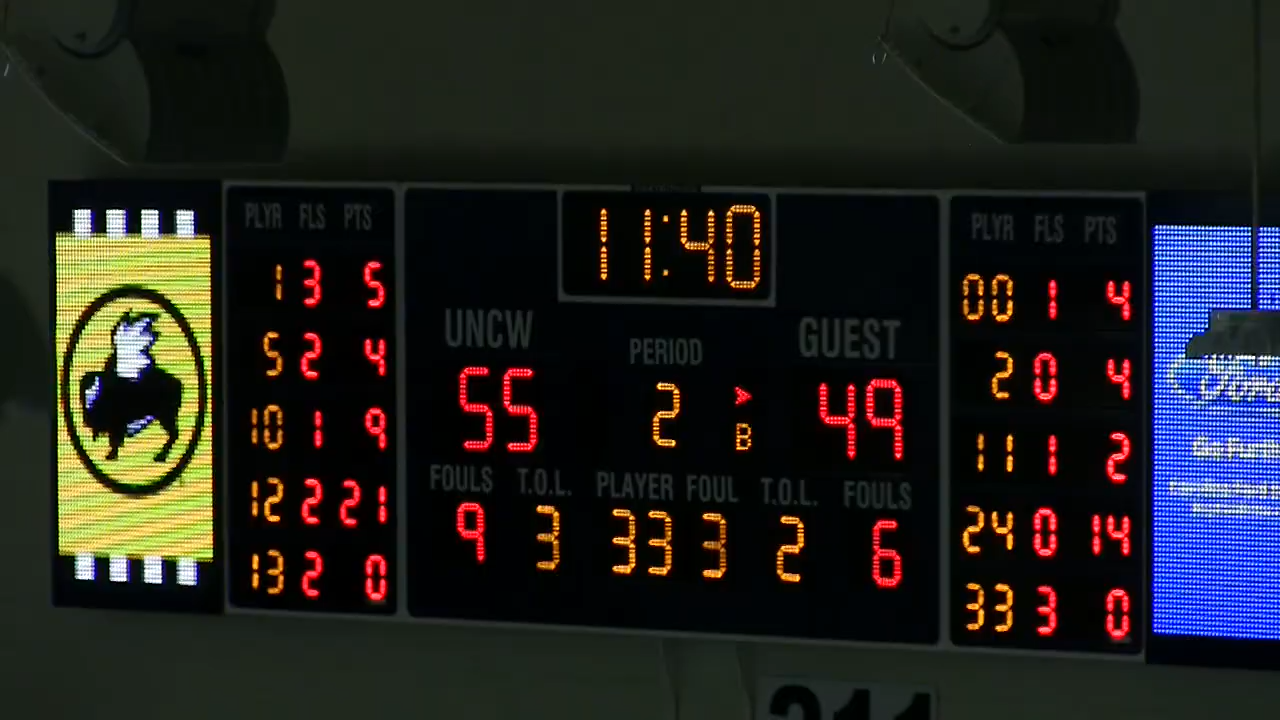 11:40
PLYR FLS PTS
1 3 5
5 2 4
10 1 9
12 2 21
13 2 0
UNCW
55
PERIOD
2
B
GUEST
49
FOULS T.O.L. PLAYER FOUL T.O.L. FOULS
9 3 33 3 2 6
PLYR FLS PTS
00 1 4
2 0 4
11 1 2
24 0 14
33 3 0
211